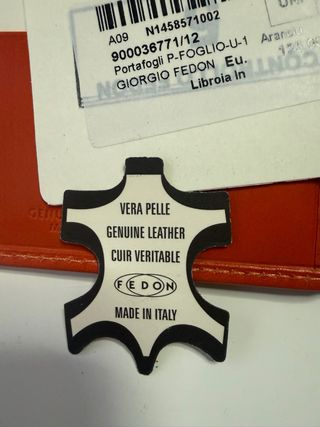 A09 N1458571002
900036771/12
Portafogli P-FOGLIO-U-1
GIORGIO FEDON Eu.
Libroia In
VERA PELLE
GENUINE LEATHER
CUIR VERITABLE
FEDON
MADE IN ITALY